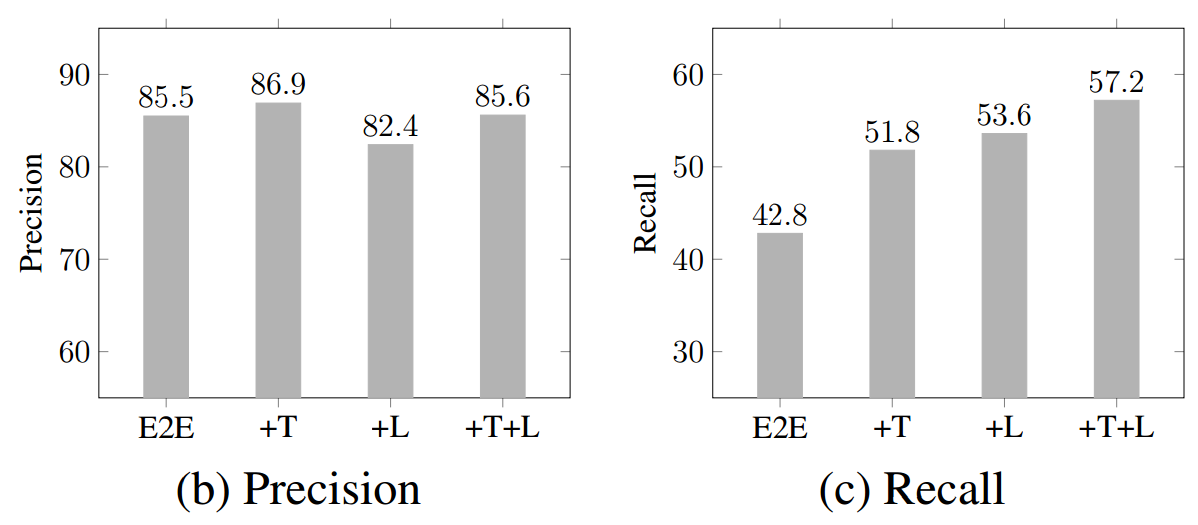 Precision
90
80
70
60
85.5
86.9
82.4
85.6
E2E
+T
+L
+T+L
(b) Precision
Recall
60
50
40
30
42.8
51.8
53.6
57.2
E2E
+T
+L
+T+L
(c) Recall